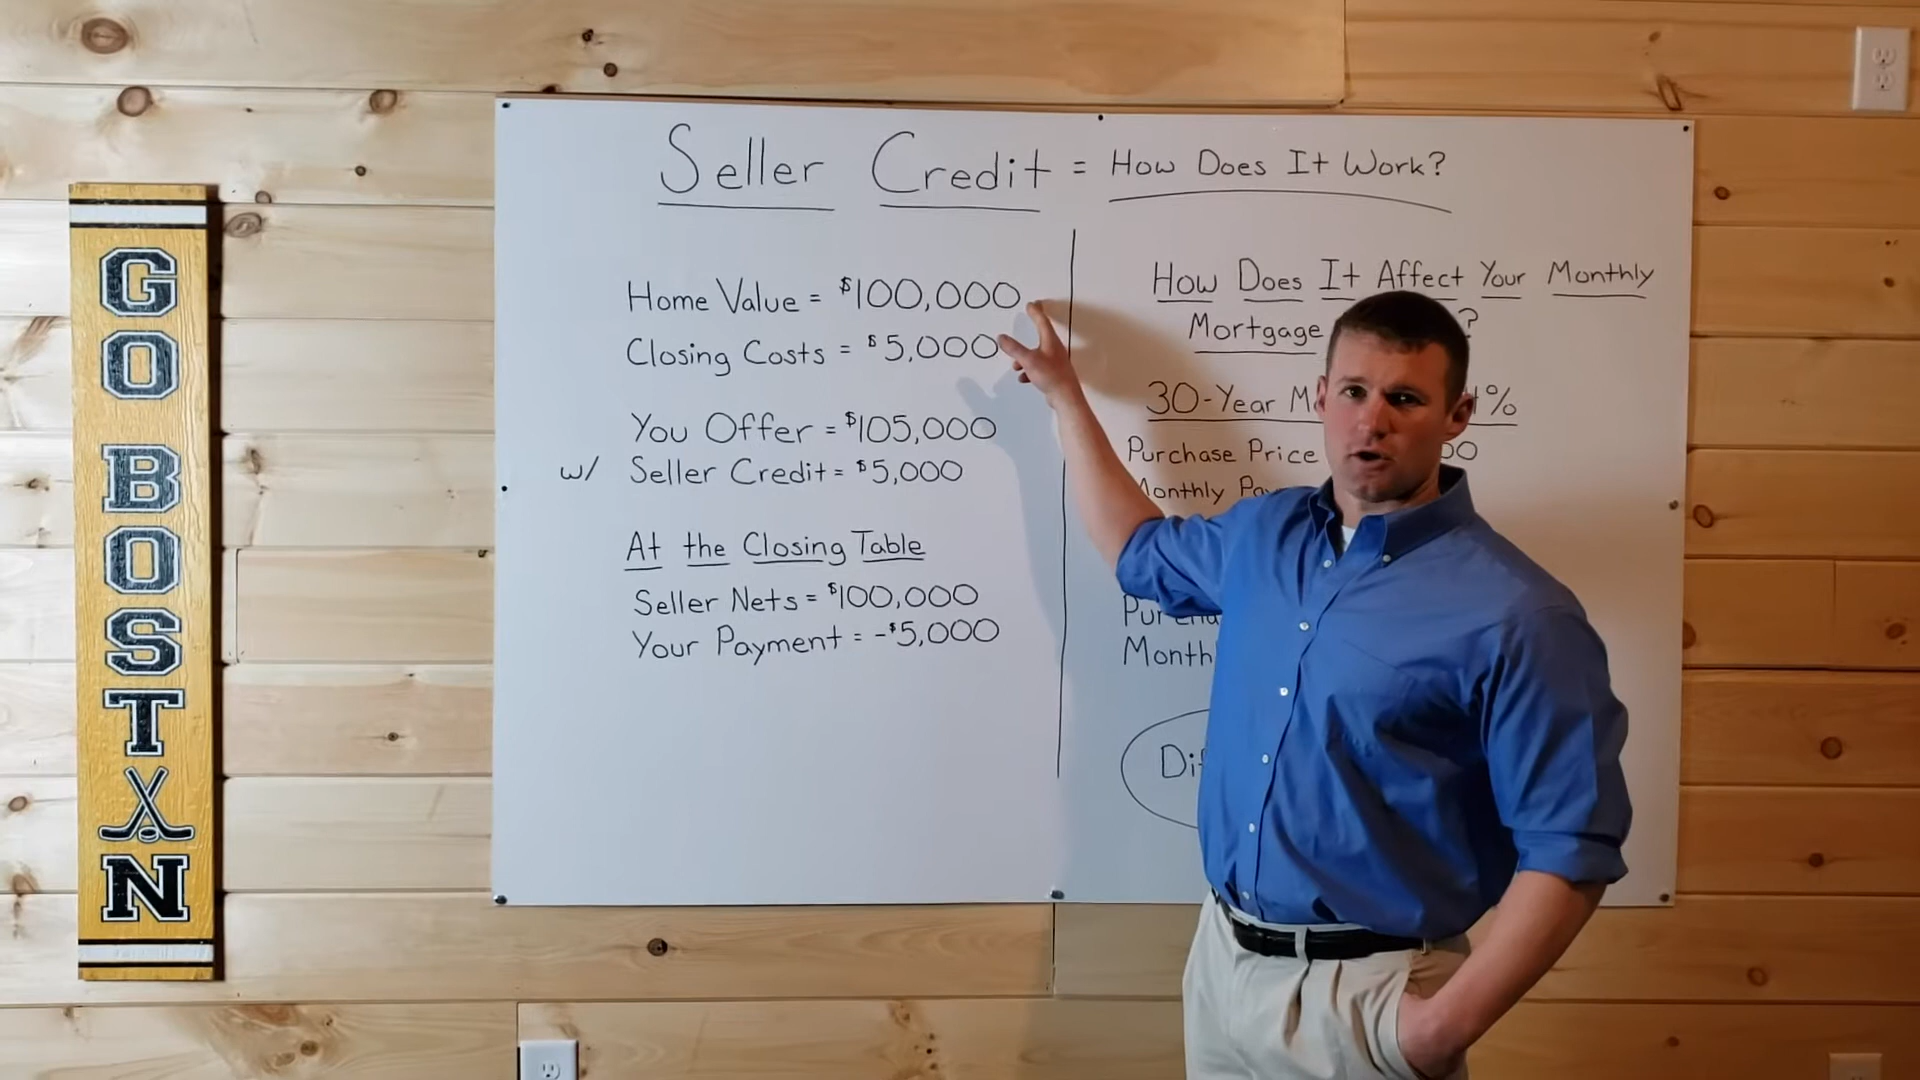 GO BOSTON
Seller Credit = How Does It Work?
Home Value = $100,000
Closing Costs = $5,000
You Offer = $105,000
w/ Seller Credit = $5,000
At the Closing Table
Seller Nets = $100,000
Your Payment = -$5,000
How Does It Affect Your Monthly
Mortgage ?
30-Year %
Purchase Price
Monthly